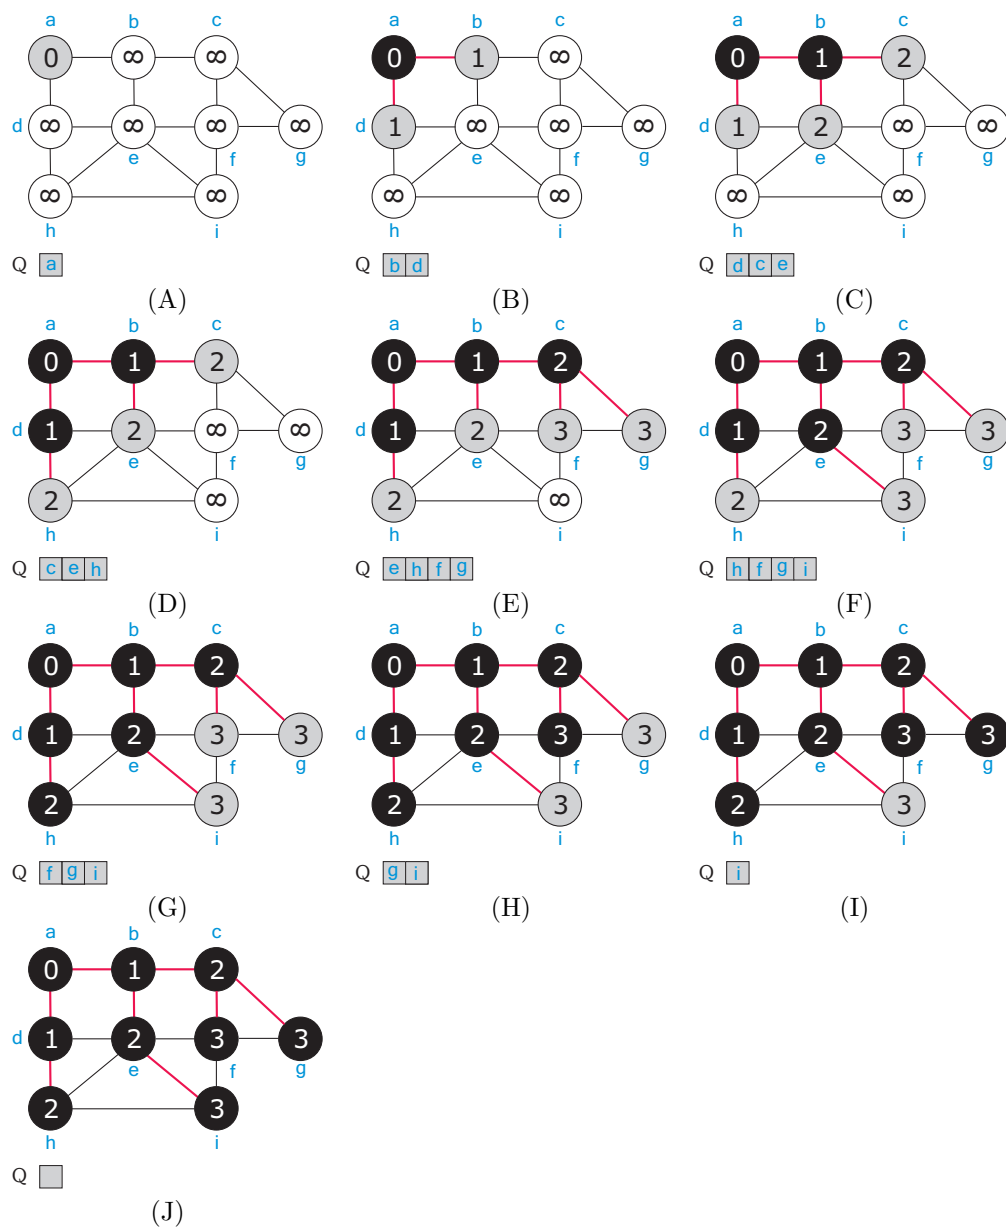 a b c a b c a b c
0 ∞ ∞ 0 1 ∞ 0 1 2
d ∞ ∞ ∞ ∞ d 1 ∞ ∞ ∞ d 1 2 ∞ ∞
e f g e f g e f g
∞ ∞ ∞ ∞ ∞ ∞
h i h i h i
Q a Q b d Q d c e
(A) (B) (C)
a b c a b c a b c
0 1 2 0 1 2 0 1 2
d 1 2 ∞ ∞ d 1 2 3 3 d 1 2 3 3
e f g e f g e f g
2 ∞ 2 ∞ 2 3
h i h i h i
Q c e h Q e h f g Q h f g i
(D) (E) (F)
a b c a b c a b c
0 1 2 0 1 2 0 1 2
d 1 2 3 3 d 1 2 3 3 d 1 2 3 3
e f g e f g e f g
2 3 2 3 2 3
h i h i h i
Q f g i Q g i Q i
(G) (H) (I)
a b c
0 1 2
d 1 2 3 3
e f g
2 3
h i
Q
(J)